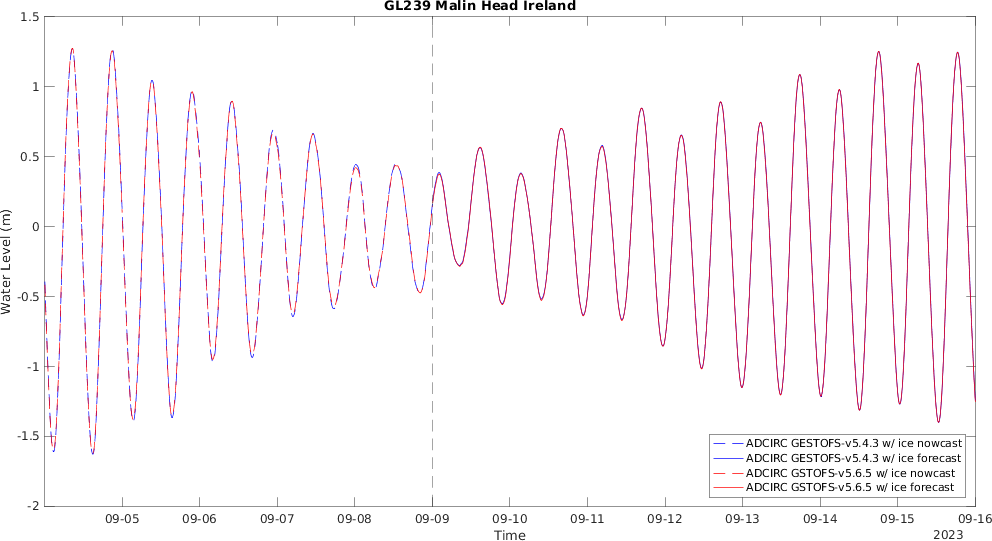 GL239 Malin Head Ireland
1.5
1
0.5
0
-0.5
-1
-1.5
-2
Water Level (m)
ADCIRC GESTOFS-v5.4.3 w/ ice nowcast
ADCIRC GESTOFS-v5.4.3 w/ ice forecast
ADCIRC GSTOFS-v5.6.5 w/ ice nowcast
ADCIRC GSTOFS-v5.6.5 w/ ice forecast
09-05 09-06 09-07 09-08 09-09 09-10 09-11 09-12 09-13 09-14 09-15 09-16
Time
2023